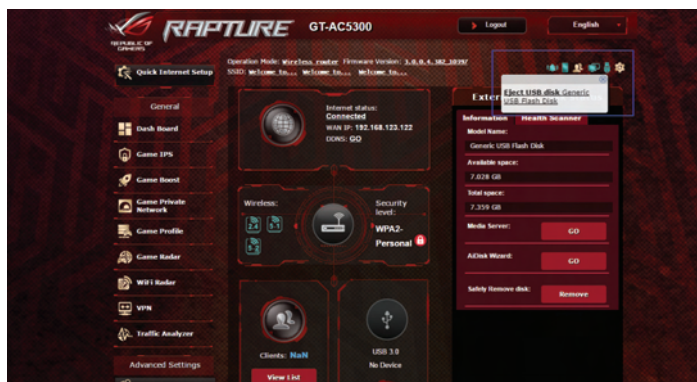 REPUBLIC OF
GAMERS
RAPTURE
GT-AC5300
Logout
English
Operation Mode: Wireless router Firmware Version: 3.0.0.4.382_10397
SSID: Welcome to... Welcome to... Welcome to...
Quick Internet Setup
General
Dash Board
Game IPS
Game Boost
Game Private
Network
Game Profile
Game Radar
WiFi Radar
VPN
Traffic Analyzer
Advanced Settings
Internet status:
Connected
WAN IP: 192.168.123.122
DDNS: GO
Wireless:
2.4
5-1
5-2
Security
level:
WPA2-
Personal
Clients: NaN
View List
USB 3.0
No Device
Eject USB disk Generic
USB Flash Disk
Extern
Information
Health Scanner
Model Name:
Generic USB Flash Disk
Available space:
7.028 GB
Total space:
7.359 GB
Media Server:
GO
AiDisk Wizard:
GO
Safely Remove disk:
Remove